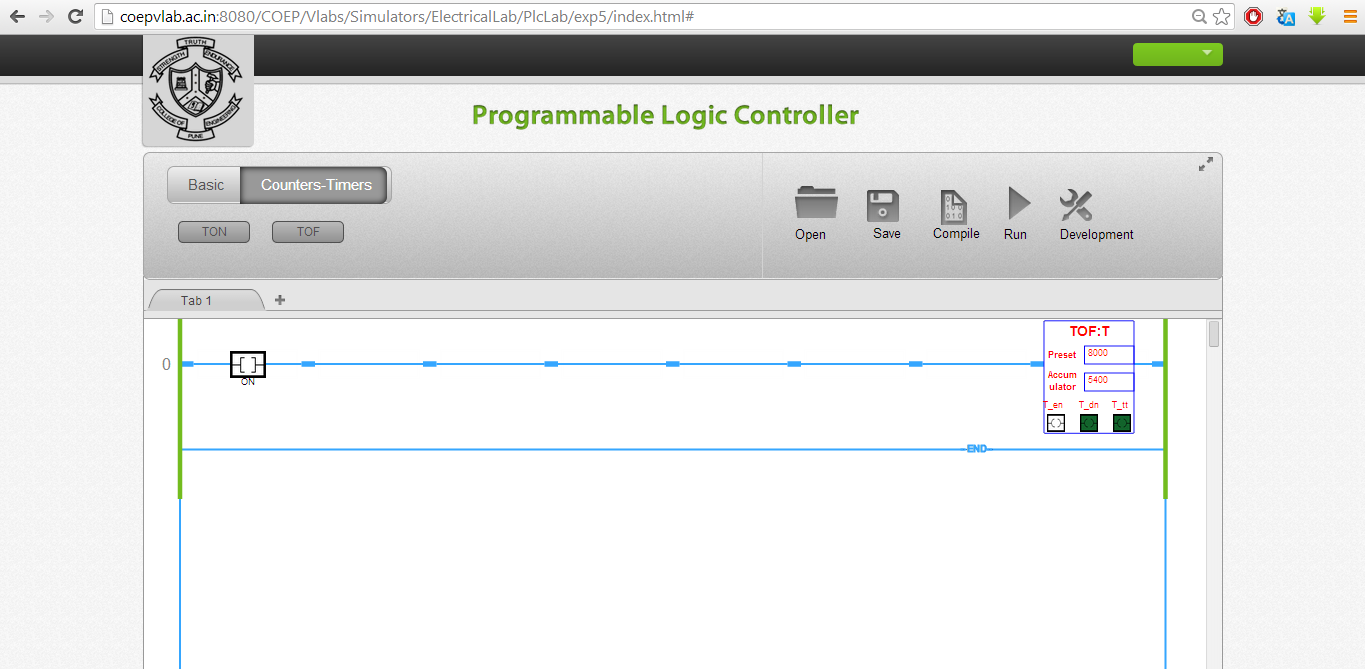 coepvlab.ac.in:8080/COEP/Vlabs/Simulators/ElectricalLab/PlcLab/exp5/index.html#
TRUTH
STRENGTH
ENDURANCE
COLLEGE OF
ENGINEERING
PUNE
Programmable Logic Controller
Basic
Counters-Timers
TON
TOF
Open
Save
Compile
Run
Development
Tab 1
0
ON
TOF:T
Preset
8000
Accum
ulator
5400
T_en
T_dn
T_tt
END